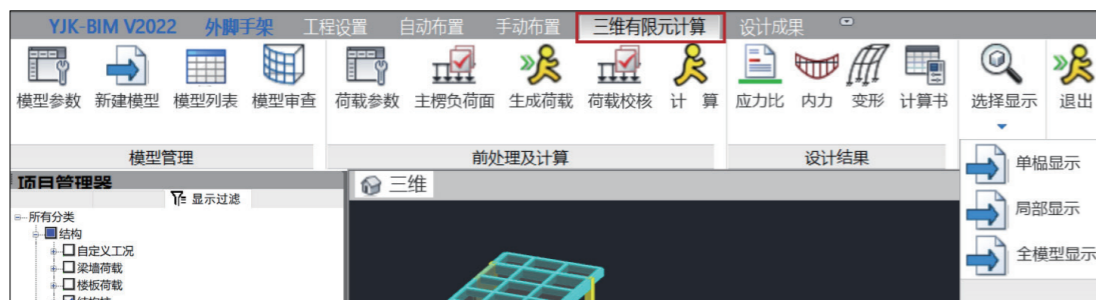 YJK-BIM V2022 外脚手架 工程设置 自动布置 手动布置 三维有限元计算 设计成果
模型参数 新建模型 模型列表 模型审查 荷载参数 主楞负荷面 生成荷载 荷载校核 计算 应力比 内力 变形 计算书 选择显示 退出
模型管理 前处理及计算 设计结果
单榀显示
局部显示
全模型显示
项目管理器
三维
显示过滤
所有分类
结构
自定义工况
梁墙荷载
楼板荷载